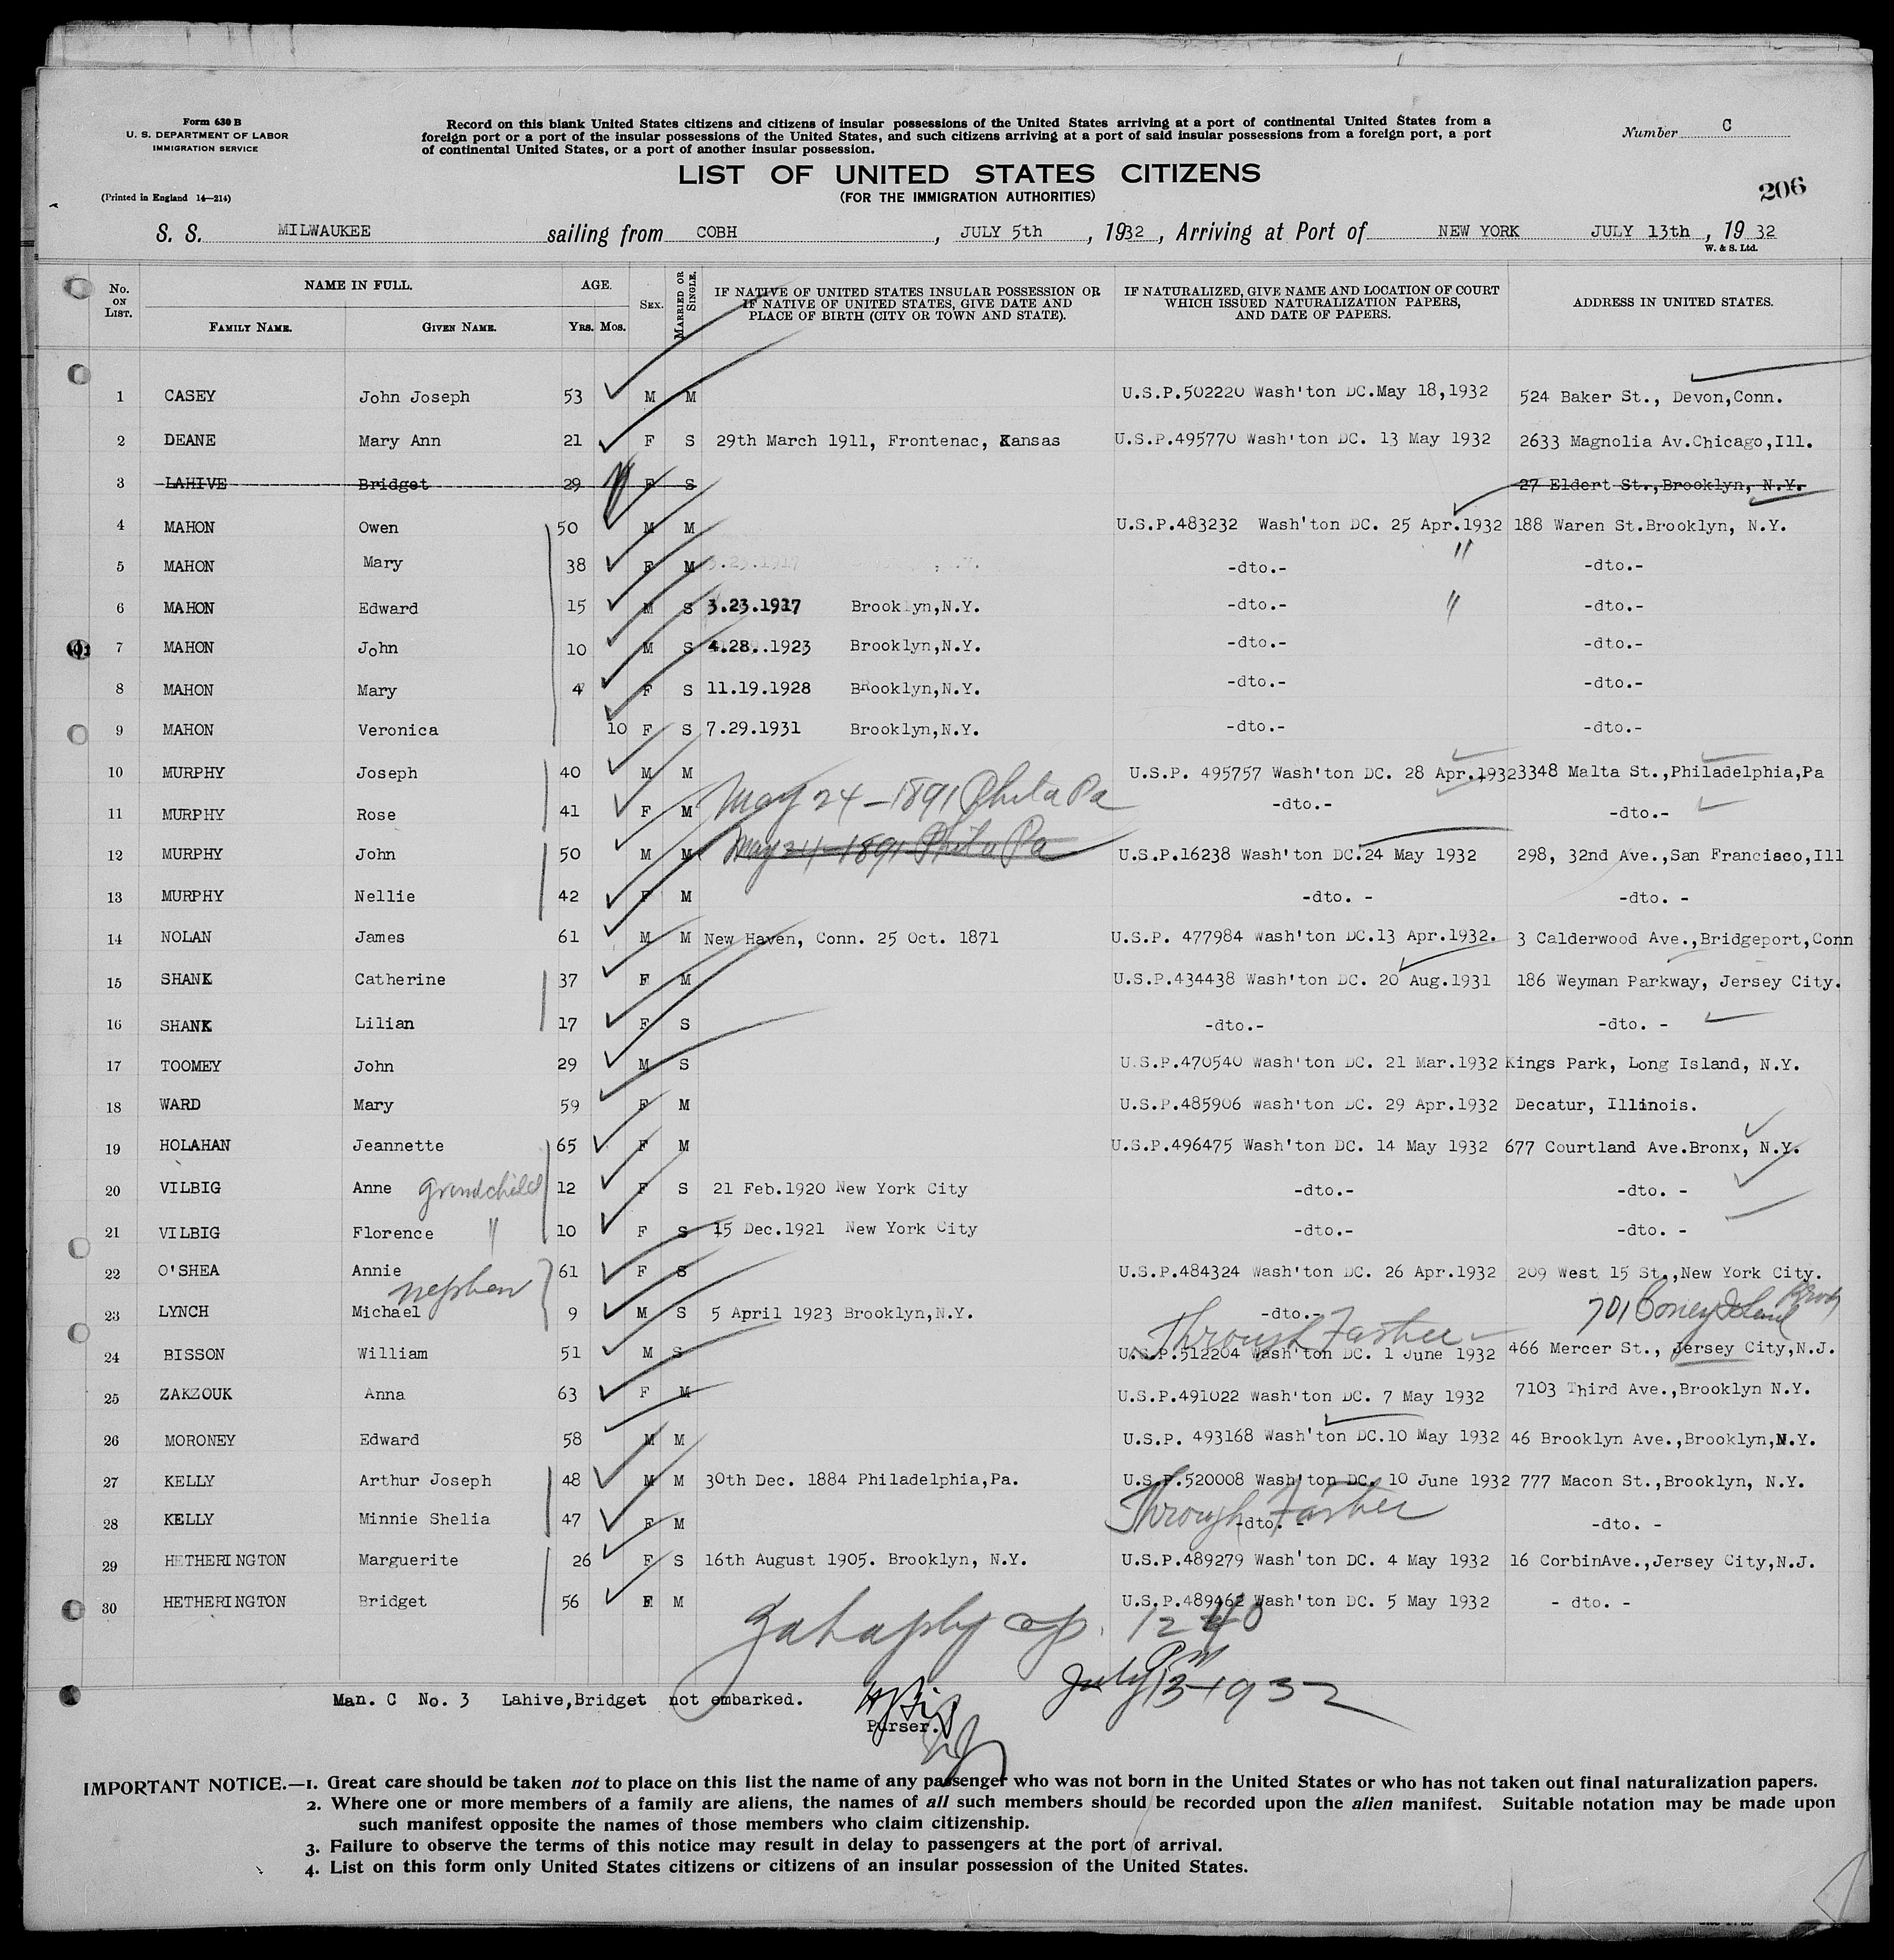 Form 630 B
U. S. DEPARTMENT OF LABOR
IMMIGRATION SERVICE
(Printed in England 14—214)
Record on this blank United States citizens and citizens of insular possessions of the United States arriving at a port of continental United States from a
foreign port or a port of the insular possessions of the United States, and such citizens arriving at a port of said insular possessions from a foreign port, a port
of continental United States, or a port of another insular possession.
Number C
LIST OF UNITED STATES CITIZENS
(FOR THE IMMIGRATION AUTHORITIES)
206
S. S. MILWAUKEE sailing from COBH, JULY 5th, 1932, Arriving at Port of NEW YORK JULY 13th, 1932
W. & S. Ltd.
No. ON LIST. NAME IN FULL. FAMILY NAME. GIVEN NAME. AGE. YRS. MOS. SEX. MARRIED OR SINGLE. IF NATIVE OF UNITED STATES INSULAR POSSESSION OR IF NATIVE OF UNITED STATES, GIVE DATE AND PLACE OF BIRTH (CITY OR TOWN AND STATE). IF NATURALIZED, GIVE NAME AND LOCATION OF COURT WHICH ISSUED NATURALIZATION PAPERS, AND DATE OF PAPERS. ADDRESS IN UNITED STATES.
1 CASEY John Joseph 53 M M U.S.P.502220 Wash'ton DC.May 18,1932 524 Baker St., Devon,Conn.
2 DEANE Mary Ann 21 F S 29th March 1911, Frontenac, Kansas U.S.P.495770 Wash'ton DC. 13 May 1932 2633 Magnolia Av.Chicago,Ill.
3 LAHIVE Bridget 29 F S 27 Eldert St.,Brooklyn, N.Y.
4 MAHON Owen 50 M M U.S.P.483232 Wash'ton DC. 25 Apr.1932 188 Waren St.Brooklyn, N.Y.
5 MAHON Mary 38 F M -dto.- " -dto.-
6 MAHON Edward 15 M S 3.23.1917 Brooklyn,N.Y. -dto.- " -dto.-
7 MAHON John 10 M S 4.28..1923 Brooklyn,N.Y. -dto.- -dto.-
8 MAHON Mary 4 F S 11.19.1928 BRooklyn,N.Y. -dto.- -dto.-
9 MAHON Veronica 10 F S 7.29.1931 Brooklyn,N.Y. -dto.- -dto.-
10 MURPHY Joseph 40 M M U.S.P. 495757 Wash'ton DC. 28 Apr.1932 3348 Malta St.,Philadelphia,Pa
11 MURPHY Rose 41 F M May 24-1891 Phila Pa -dto.- -dto.-
12 MURPHY John 50 M M May 24-1891 Phila Pa U.S.P.16238 Wash'ton DC.24 May 1932 298, 32nd Ave.,San Francisco,Ill
13 MURPHY Nellie 42 F M -dto. - -dto. -
14 NOLAN James 61 M M New Haven, Conn. 25 Oct. 1871 U.S.P. 477984 Wash'ton DC.13 Apr.1932. 3 Calderwood Ave.,Bridgeport,Conn
15 SHANK Catherine 37 F M U.S.P.434438 Wash'ton DC. 20 Aug.1931 186 Weyman Parkway, Jersey City.
16 SHANK Lilian 17 F S -dto.- -dto. -
17 TOOMEY John 29 M S U.S.P.470540 Wash'ton DC. 21 Mar.1932 Kings Park, Long Island, N.Y.
18 WARD Mary 59 F M U.S.P.485906 Wash'ton DC. 29 Apr.1932 Decatur, Illinois.
19 HOLAHAN Jeannette 65 F M U.S.P.496475 Wash'ton DC. 14 May 1932 677 Courtland Ave.Bronx, N.Y.
20 VILBIG Anne grandchild 12 F S 21 Feb.1920 New York City -dto.- -dto. -
21 VILBIG Florence " 10 F S 15 Dec.1921 New York City -dto.- -dto. -
22 O'SHEA Annie 61 F S U.S.P.484324 Wash'ton DC. 26 Apr.1932 209 West 15 St.,New York City.
23 LYNCH Michael nephew 9 M S 5 April 1923 Brooklyn,N.Y. -dto.- 701 Coney Island
Through Father
24 BISSON William 51 M S U.S.P.512204 Wash'ton DC. 1 June 1932 466 Mercer St., Jersey City,N.J.
25 ZAKZOUK Anna 63 F M U.S.P.491022 Wash'ton DC. 7 May 1932 7103 Third Ave.,Brooklyn N.Y.
26 MORONEY Edward 58 M M U.S.P. 493168 Wash'ton DC.10 May 1932 46 Brooklyn Ave.,Brooklyn,N.Y.
27 KELLY Arthur Joseph 48 M M 30th Dec. 1884 Philadelphia,Pa. U.S.P.520008 Wash'ton DC. 10 June 1932 777 Macon St.,Brooklyn, N.Y.
28 KELLY Minnie Shelia 47 F M Through Father -dto. - -dto. -
29 HETHERINGTON Marguerite 26 F S 16th August 1905. Brooklyn, N.Y. U.S.P.489279 Wash'ton DC. 4 May 1932 16 CorbinAve.,Jersey City,N.J.
30 HETHERINGTON Bridget 56 F M U.S.P.489462 Wash'ton DC. 5 May 1932 - dto. -
12 40
PM
July 13-1932
Man. C No. 3 Lahive,Bridget not embarked.
Purser.
IMPORTANT NOTICE.—1. Great care should be taken not to place on this list the name of any passenger who was not born in the United States or who has not taken out final naturalization papers.
2. Where one or more members of a family are aliens, the names of all such members should be recorded upon the alien manifest. Suitable notation may be made upon
such manifest opposite the names of those members who claim citizenship.
3. Failure to observe the terms of this notice may result in delay to passengers at the port of arrival.
4. List on this form only United States citizens or citizens of an insular possession of the United States.